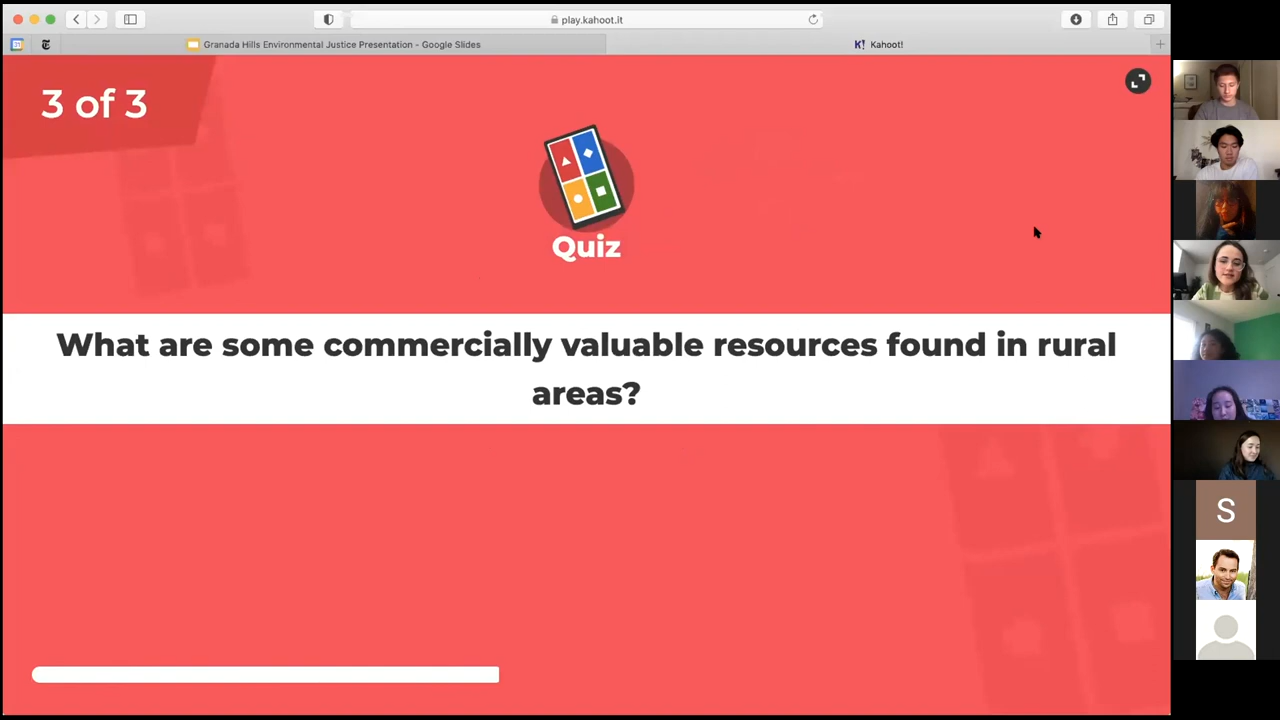 play.kahoot.it
Granada Hills Environmental Justice Presentation - Google Slides
K! Kahoot!
3 of 3
Quiz
What are some commercially valuable resources found in rural
areas?
S